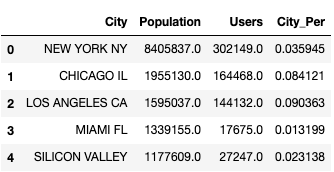 City Population Users City_Per
0 NEW YORK NY 8405837.0 302149.0 0.035945
1 CHICAGO IL 1955130.0 164468.0 0.084121
2 LOS ANGELES CA 1595037.0 144132.0 0.090363
3 MIAMI FL 1339155.0 17675.0 0.013199
4 SILICON VALLEY 1177609.0 27247.0 0.023138